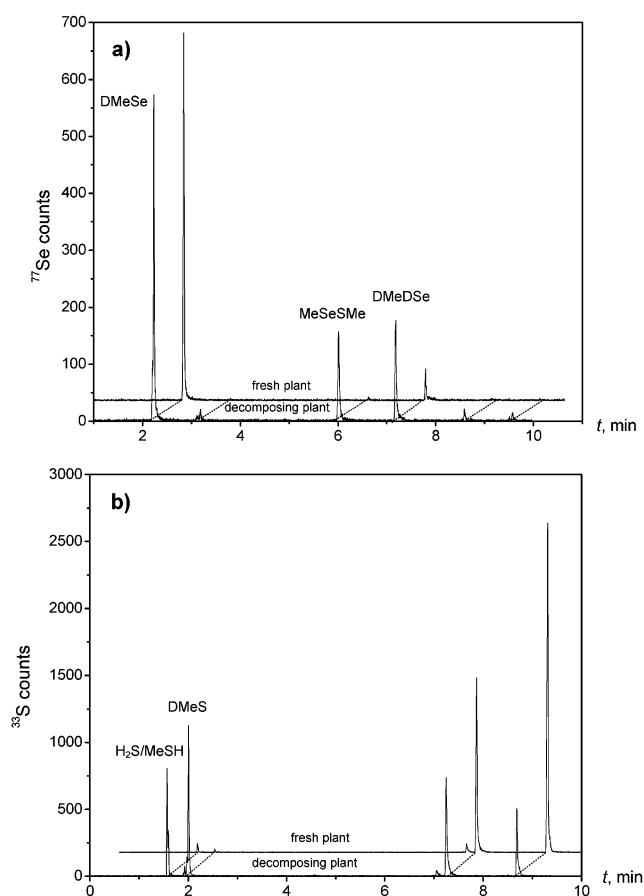 a)
700
600
500
400
300
200
100
0
⁷⁷Se counts
DMeSe
MeSeSMe
DMeDSe
fresh plant
decomposing plant
2 4 6 8 10
t, min
b)
3000
2500
2000
1500
1000
500
0
³³S counts
H₂S/MeSH
DMeS
fresh plant
decomposing plant
0 2 4 6 8 10
t, min